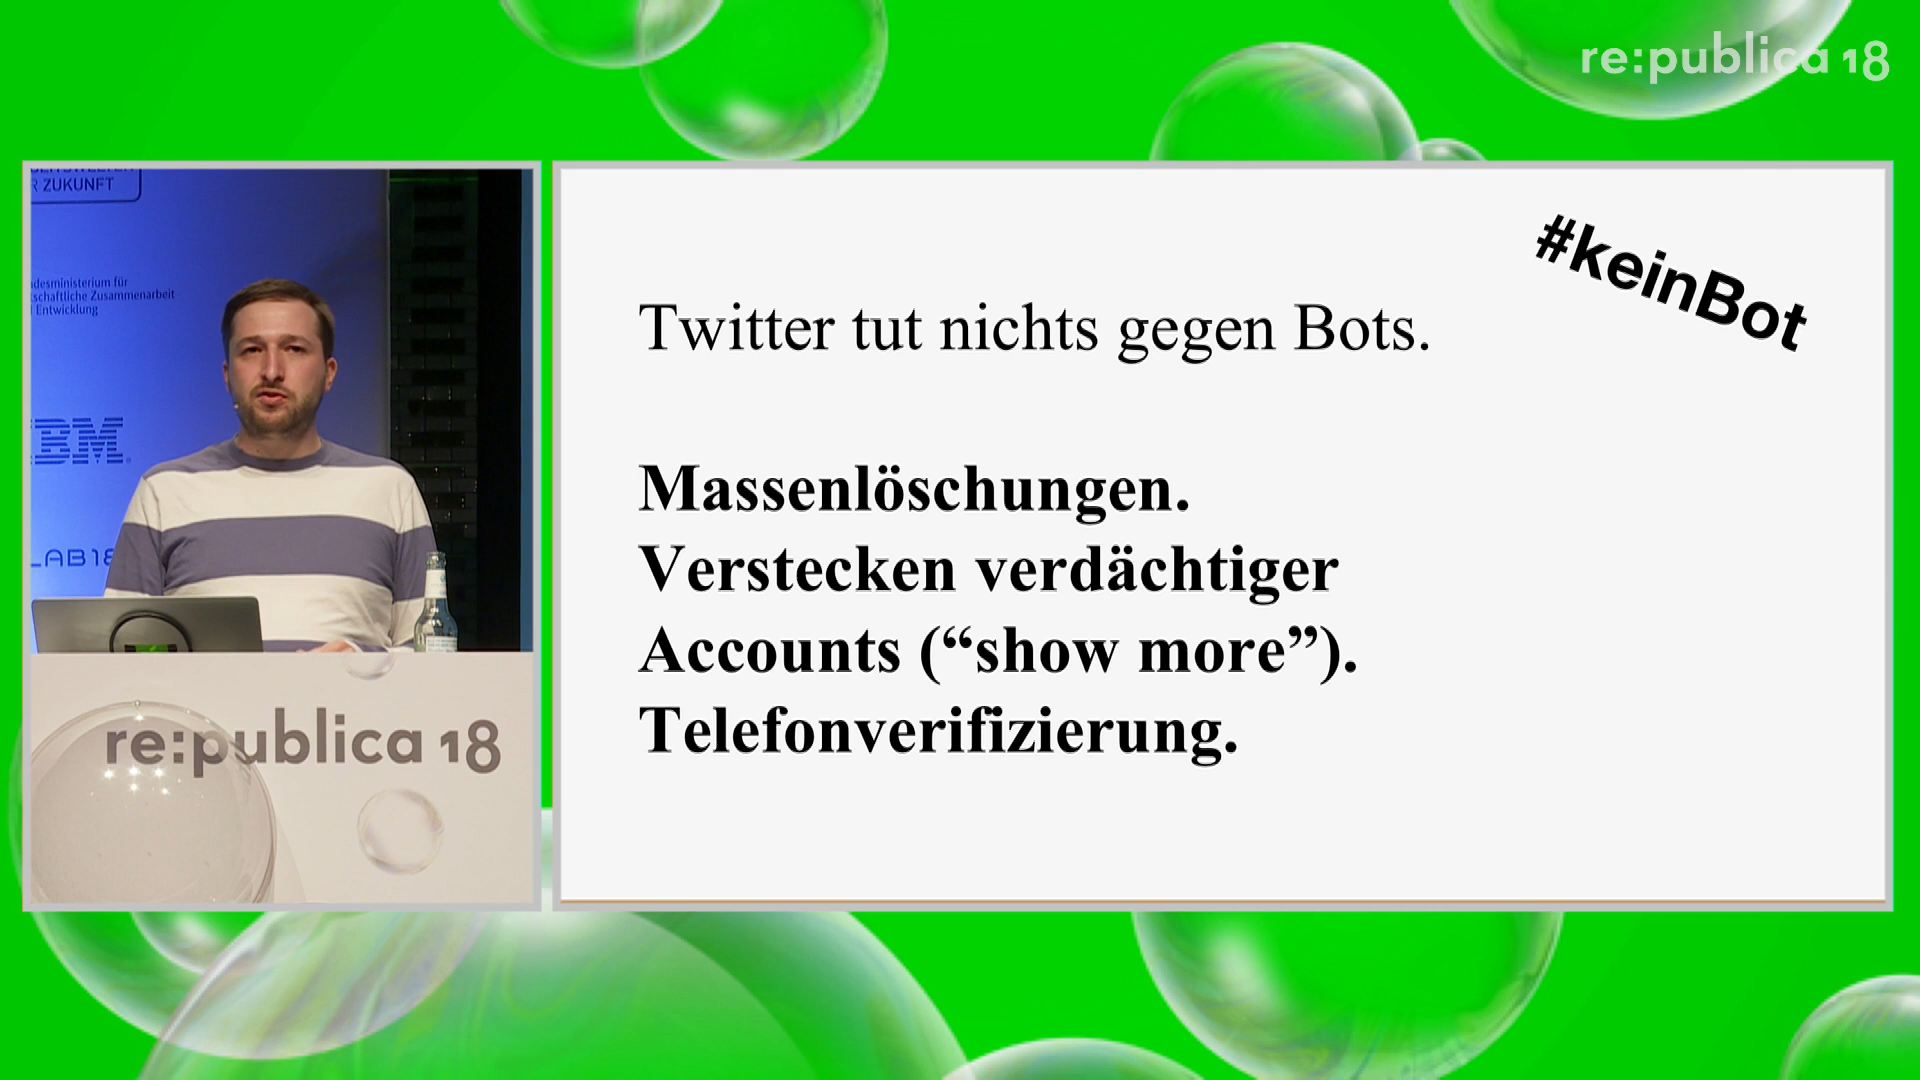 re:publica 18
ZUKUNFT
IBM
LAB18
re:publica 18
#keinBot
Twitter tut nichts gegen Bots.
Massenlöschungen.
Verstecken verdächtiger
Accounts (“show more”).
Telefonverifizierung.